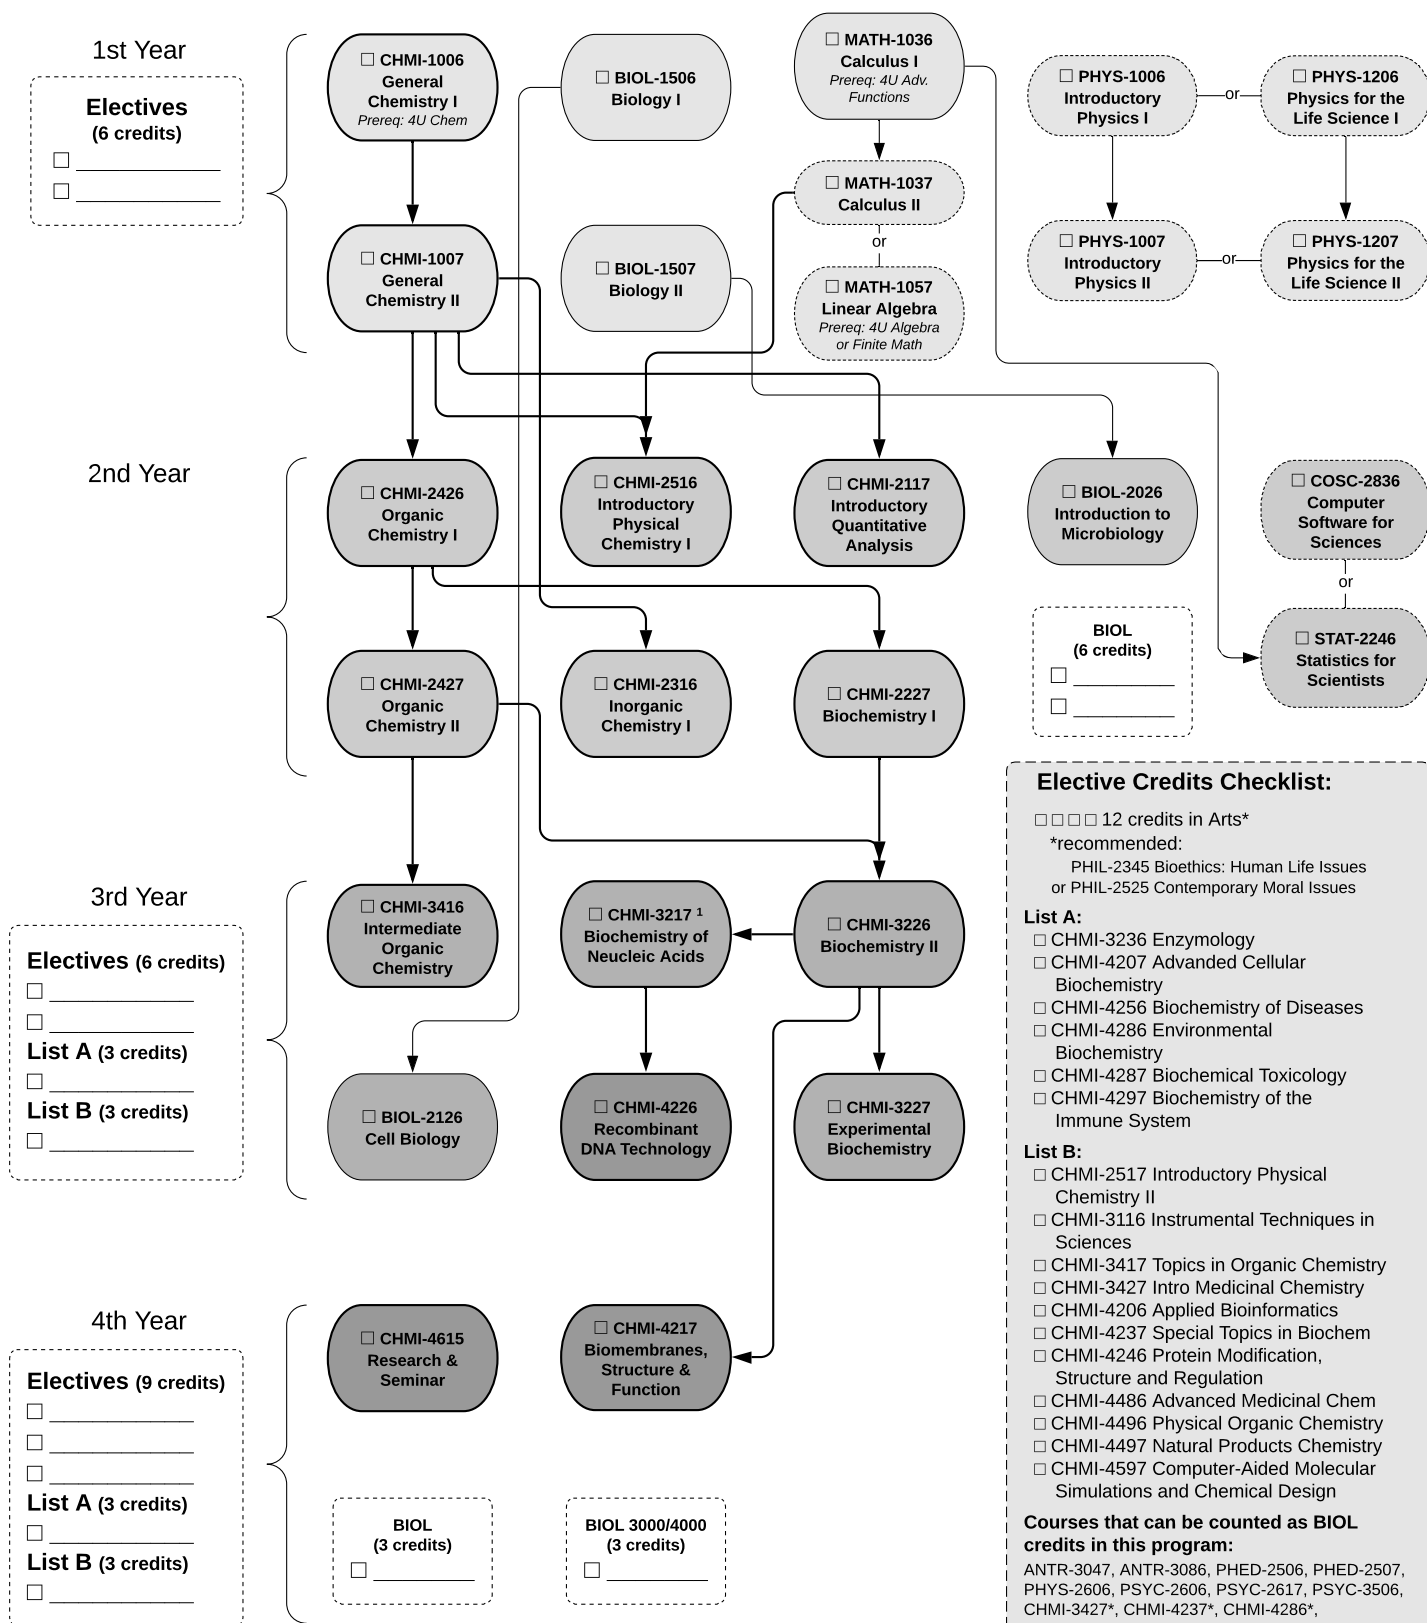 1st Year
Electives
(6 credits)
☐ ________________
☐ ________________
☐ CHMI-1006
General
Chemistry I
Prereq: 4U Chem
☐ BIOL-1506
Biology I
☐ MATH-1036
Calculus I
Prereq: 4U Adv.
Functions
☐ PHYS-1006
Introductory
Physics I
or
☐ PHYS-1206
Physics for the
Life Science I
☐ MATH-1037
Calculus II
or
☐ CHMI-1007
General
Chemistry II
☐ BIOL-1507
Biology II
☐ MATH-1057
Linear Algebra
Prereq: 4U Algebra
or Finite Math
☐ PHYS-1007
Introductory
Physics II
or
☐ PHYS-1207
Physics for the
Life Science II
2nd Year
☐ CHMI-2426
Organic
Chemistry I
☐ CHMI-2516
Introductory
Physical
Chemistry I
☐ CHMI-2117
Introductory
Quantitative
Analysis
☐ BIOL-2026
Introduction to
Microbiology
☐ COSC-2836
Computer
Software for
Sciences
or
☐ CHMI-2427
Organic
Chemistry II
☐ CHMI-2316
Inorganic
Chemistry I
☐ CHMI-2227
Biochemistry I
BIOL
(6 credits)
☐ ____________
☐ ____________
☐ STAT-2246
Statistics for
Scientists
3rd Year
Electives (6 credits)
☐ ________________
☐ ________________
List A (3 credits)
☐ ________________
List B (3 credits)
☐ ________________
☐ CHMI-3416
Intermediate
Organic
Chemistry
☐ CHMI-3217 ¹
Biochemistry of
Neucleic Acids
☐ CHMI-3226
Biochemistry II
☐ BIOL-2126
Cell Biology
☐ CHMI-4226
Recombinant
DNA Technology
☐ CHMI-3227
Experimental
Biochemistry
4th Year
Electives (9 credits)
☐ ________________
☐ ________________
☐ ________________
List A (3 credits)
☐ ________________
List B (3 credits)
☐ ________________
☐ CHMI-4615
Research &
Seminar
☐ CHMI-4217
Biomembranes,
Structure &
Function
BIOL
(3 credits)
☐ ____________
BIOL 3000/4000
(3 credits)
☐ ____________
Elective Credits Checklist:
☐ ☐ ☐ ☐ 12 credits in Arts*
*recommended:
PHIL-2345 Bioethics: Human Life Issues
or PHIL-2525 Contemporary Moral Issues
List A:
☐ CHMI-3236 Enzymology
☐ CHMI-4207 Advanded Cellular
Biochemistry
☐ CHMI-4256 Biochemistry of Diseases
☐ CHMI-4286 Environmental
Biochemistry
☐ CHMI-4287 Biochemical Toxicology
☐ CHMI-4297 Biochemistry of the
Immune System
List B:
☐ CHMI-2517 Introductory Physical
Chemistry II
☐ CHMI-3116 Instrumental Techniques in
Sciences
☐ CHMI-3417 Topics in Organic Chemistry
☐ CHMI-3427 Intro Medicinal Chemistry
☐ CHMI-4206 Applied Bioinformatics
☐ CHMI-4237 Special Topics in Biochem
☐ CHMI-4246 Protein Modification,
Structure and Regulation
☐ CHMI-4486 Advanced Medicinal Chem
☐ CHMI-4496 Physical Organic Chemistry
☐ CHMI-4497 Natural Products Chemistry
☐ CHMI-4597 Computer-Aided Molecular
Simulations and Chemical Design
Courses that can be counted as BIOL
credits in this program:
ANTR-3047, ANTR-3086, PHED-2506, PHED-2507,
PHYS-2606, PSYC-2606, PSYC-2617, PSYC-3506,
CHMI-3427*, CHMI-4237*, CHMI-4286*,